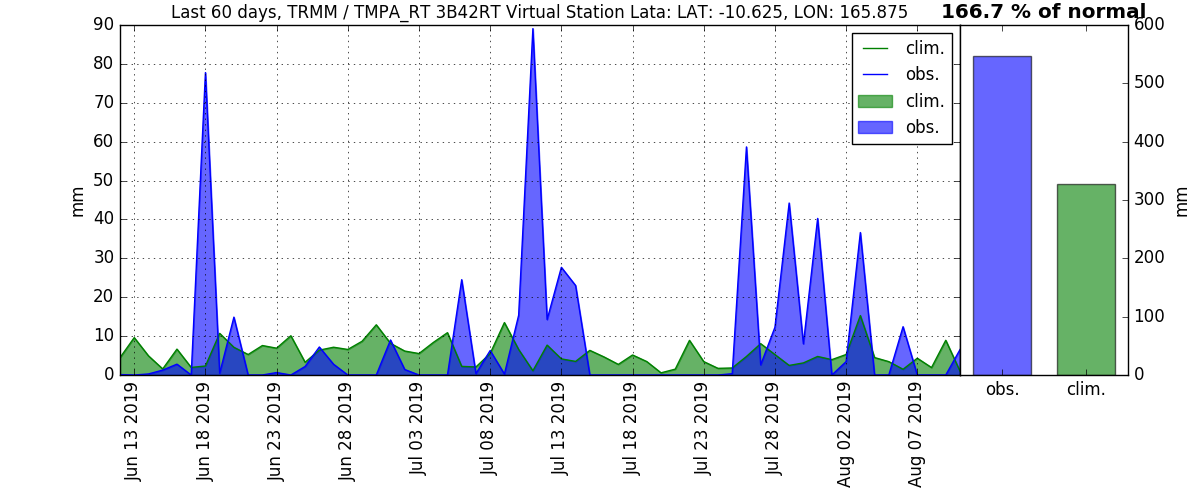 Last 60 days, TRMM / TMPA_RT 3B42RT Virtual Station Lata: LAT: -10.625, LON: 165.875
166.7 % of normal
90
80
70
60
50
40
30
20
10
0
mm
clim.
obs.
clim.
obs.
600
500
400
300
200
100
0
mm
Jun 13 2019
Jun 18 2019
Jun 23 2019
Jun 28 2019
Jul 03 2019
Jul 08 2019
Jul 13 2019
Jul 18 2019
Jul 23 2019
Jul 28 2019
Aug 02 2019
Aug 07 2019
obs.
clim.